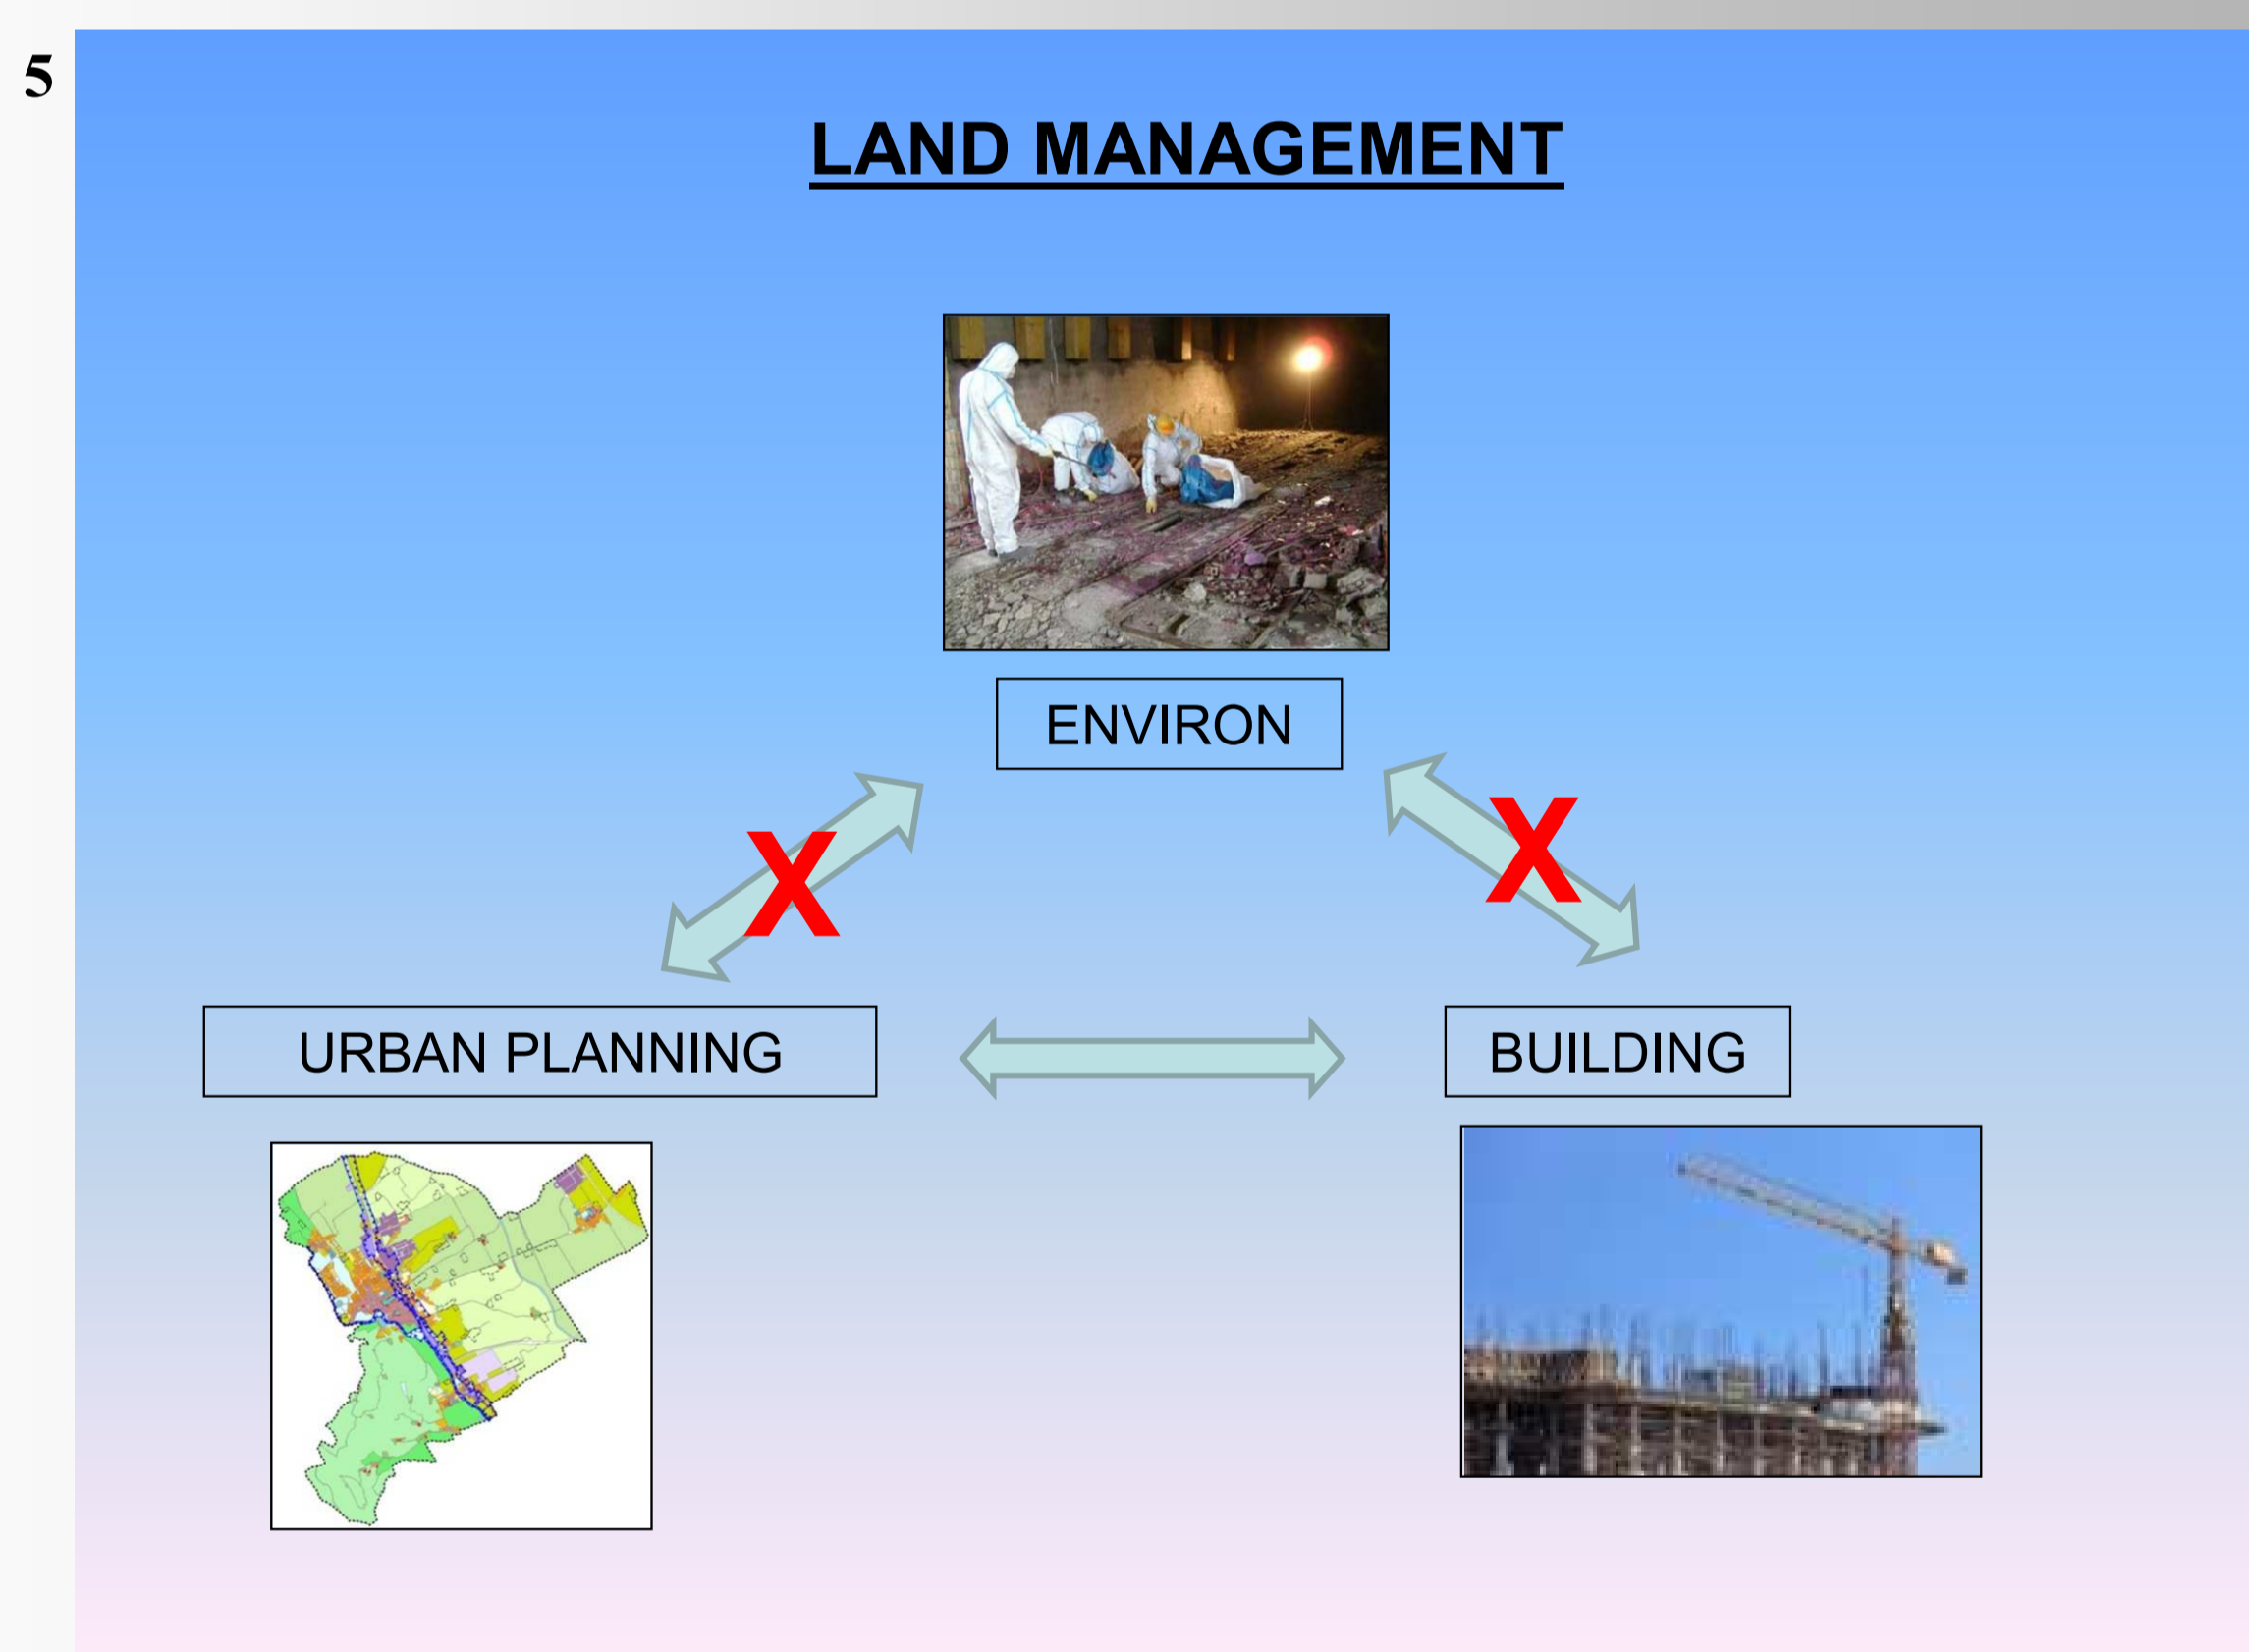 5
LAND MANAGEMENT
ENVIRON
X
X
URBAN PLANNING
BUILDING